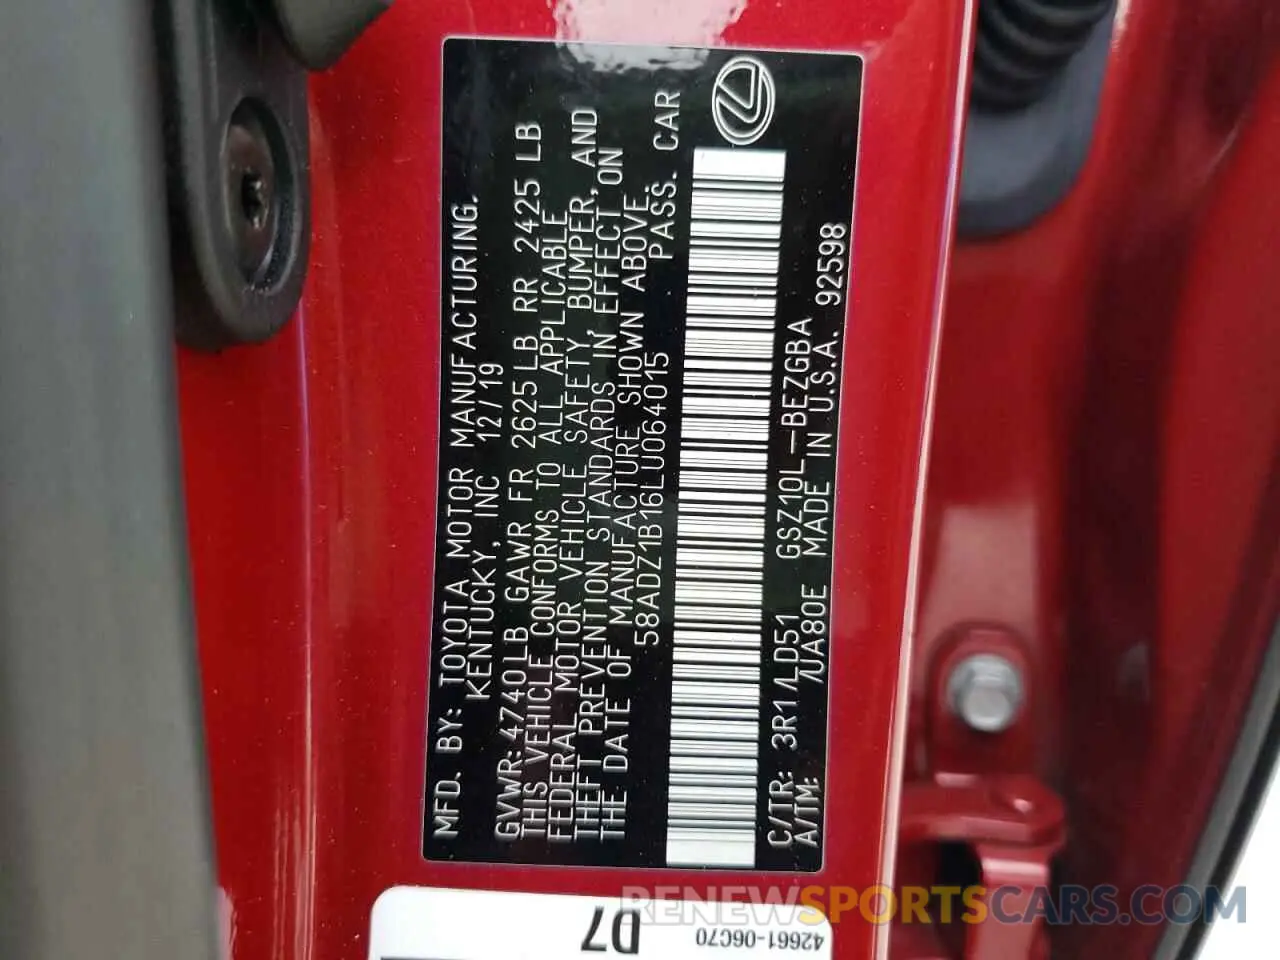 MFD. BY: TOYOTA MOTOR MANUFACTURING.
KENTUCKY, INC 12/19
GVWR: 4740LB GAWR FR 2625LB RR 2425 LB
THIS VEHICLE CONFORMS TO ALL APPLICABLE
FEDERAL MOTOR VEHICLE SAFETY, BUMPER, AND
THEFT PREVENTION STANDARDS IN EFFECT ON
THE DATE OF MANUFACTURE SHOWN ABOVE.
58ADZ1B16LU064015 PASS. CAR
C/TR: 3R1/LD51 GSZ10L-BEZGBA
A/TM: /UA80E MADE IN U.S.A. 92598
D7
42661-06C70
RENEWSPORTSCARS.COM